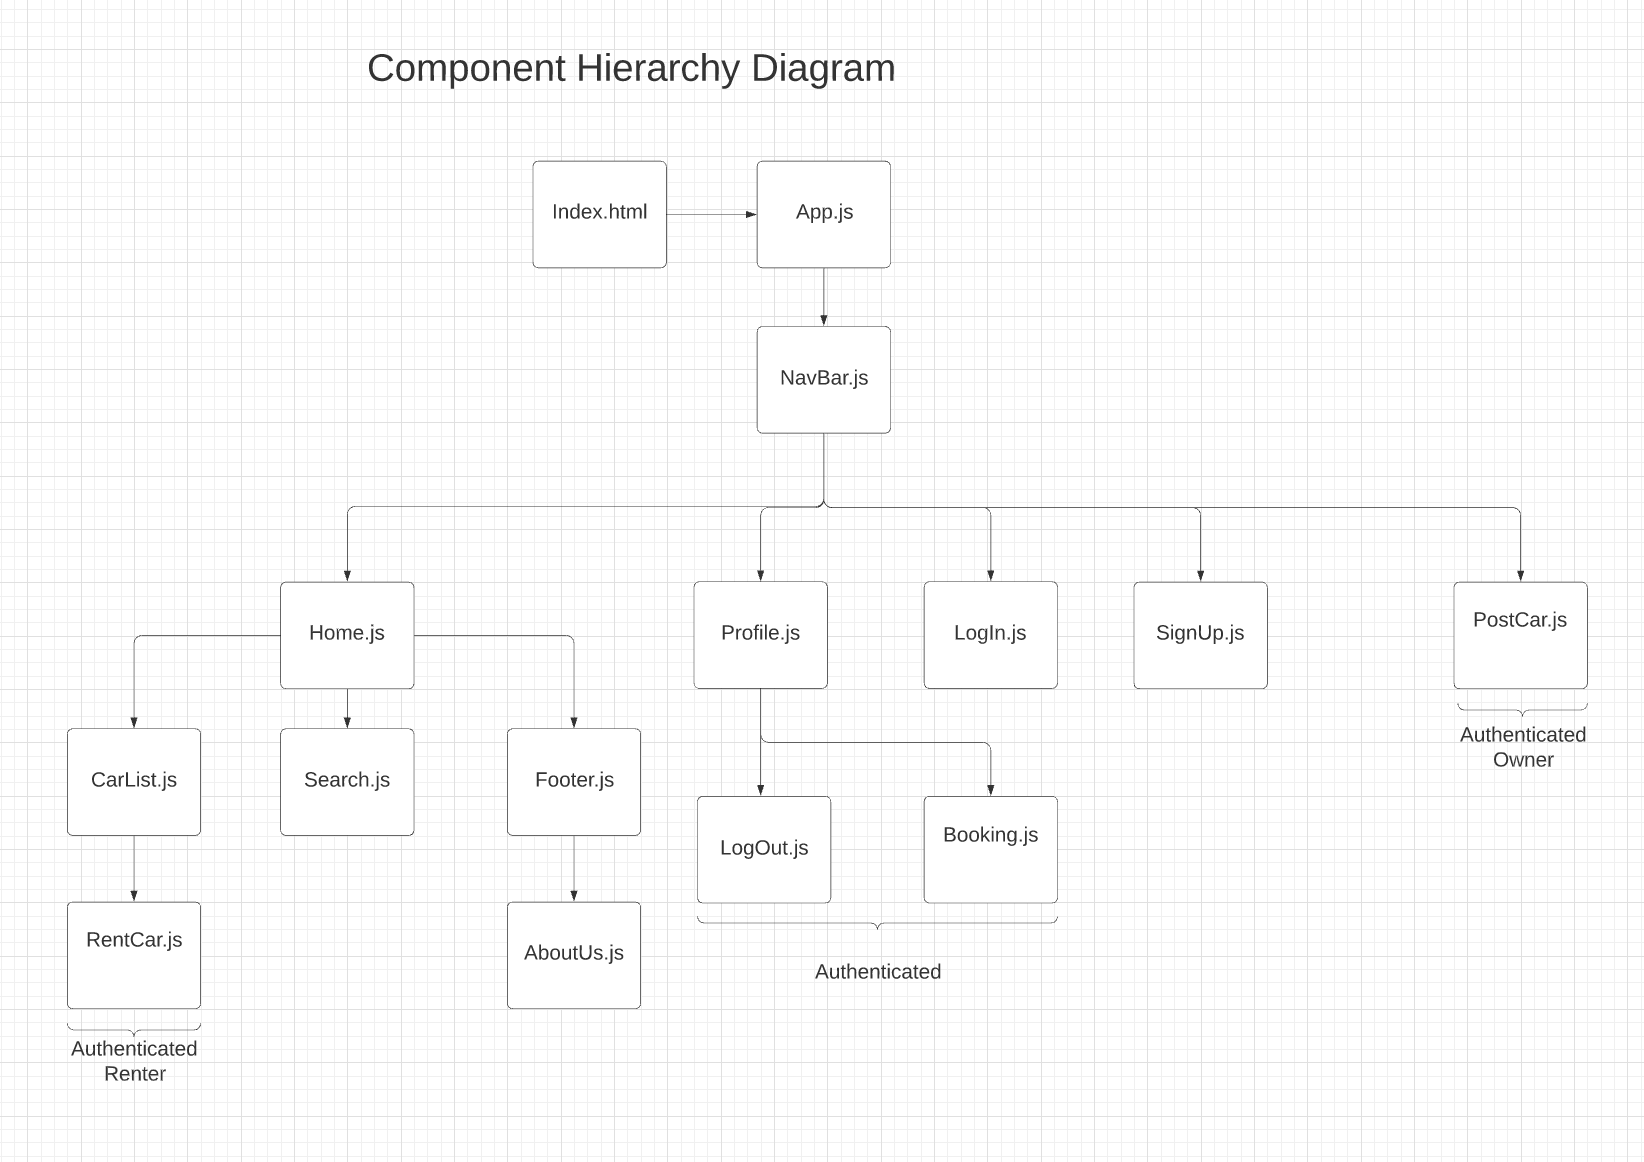 Component Hierarchy Diagram
Index.html
App.js
NavBar.js
Home.js
Profile.js
LogIn.js
SignUp.js
PostCar.js
Authenticated
Owner
CarList.js
Search.js
Footer.js
LogOut.js
Booking.js
RentCar.js
AboutUs.js
Authenticated
Authenticated
Renter